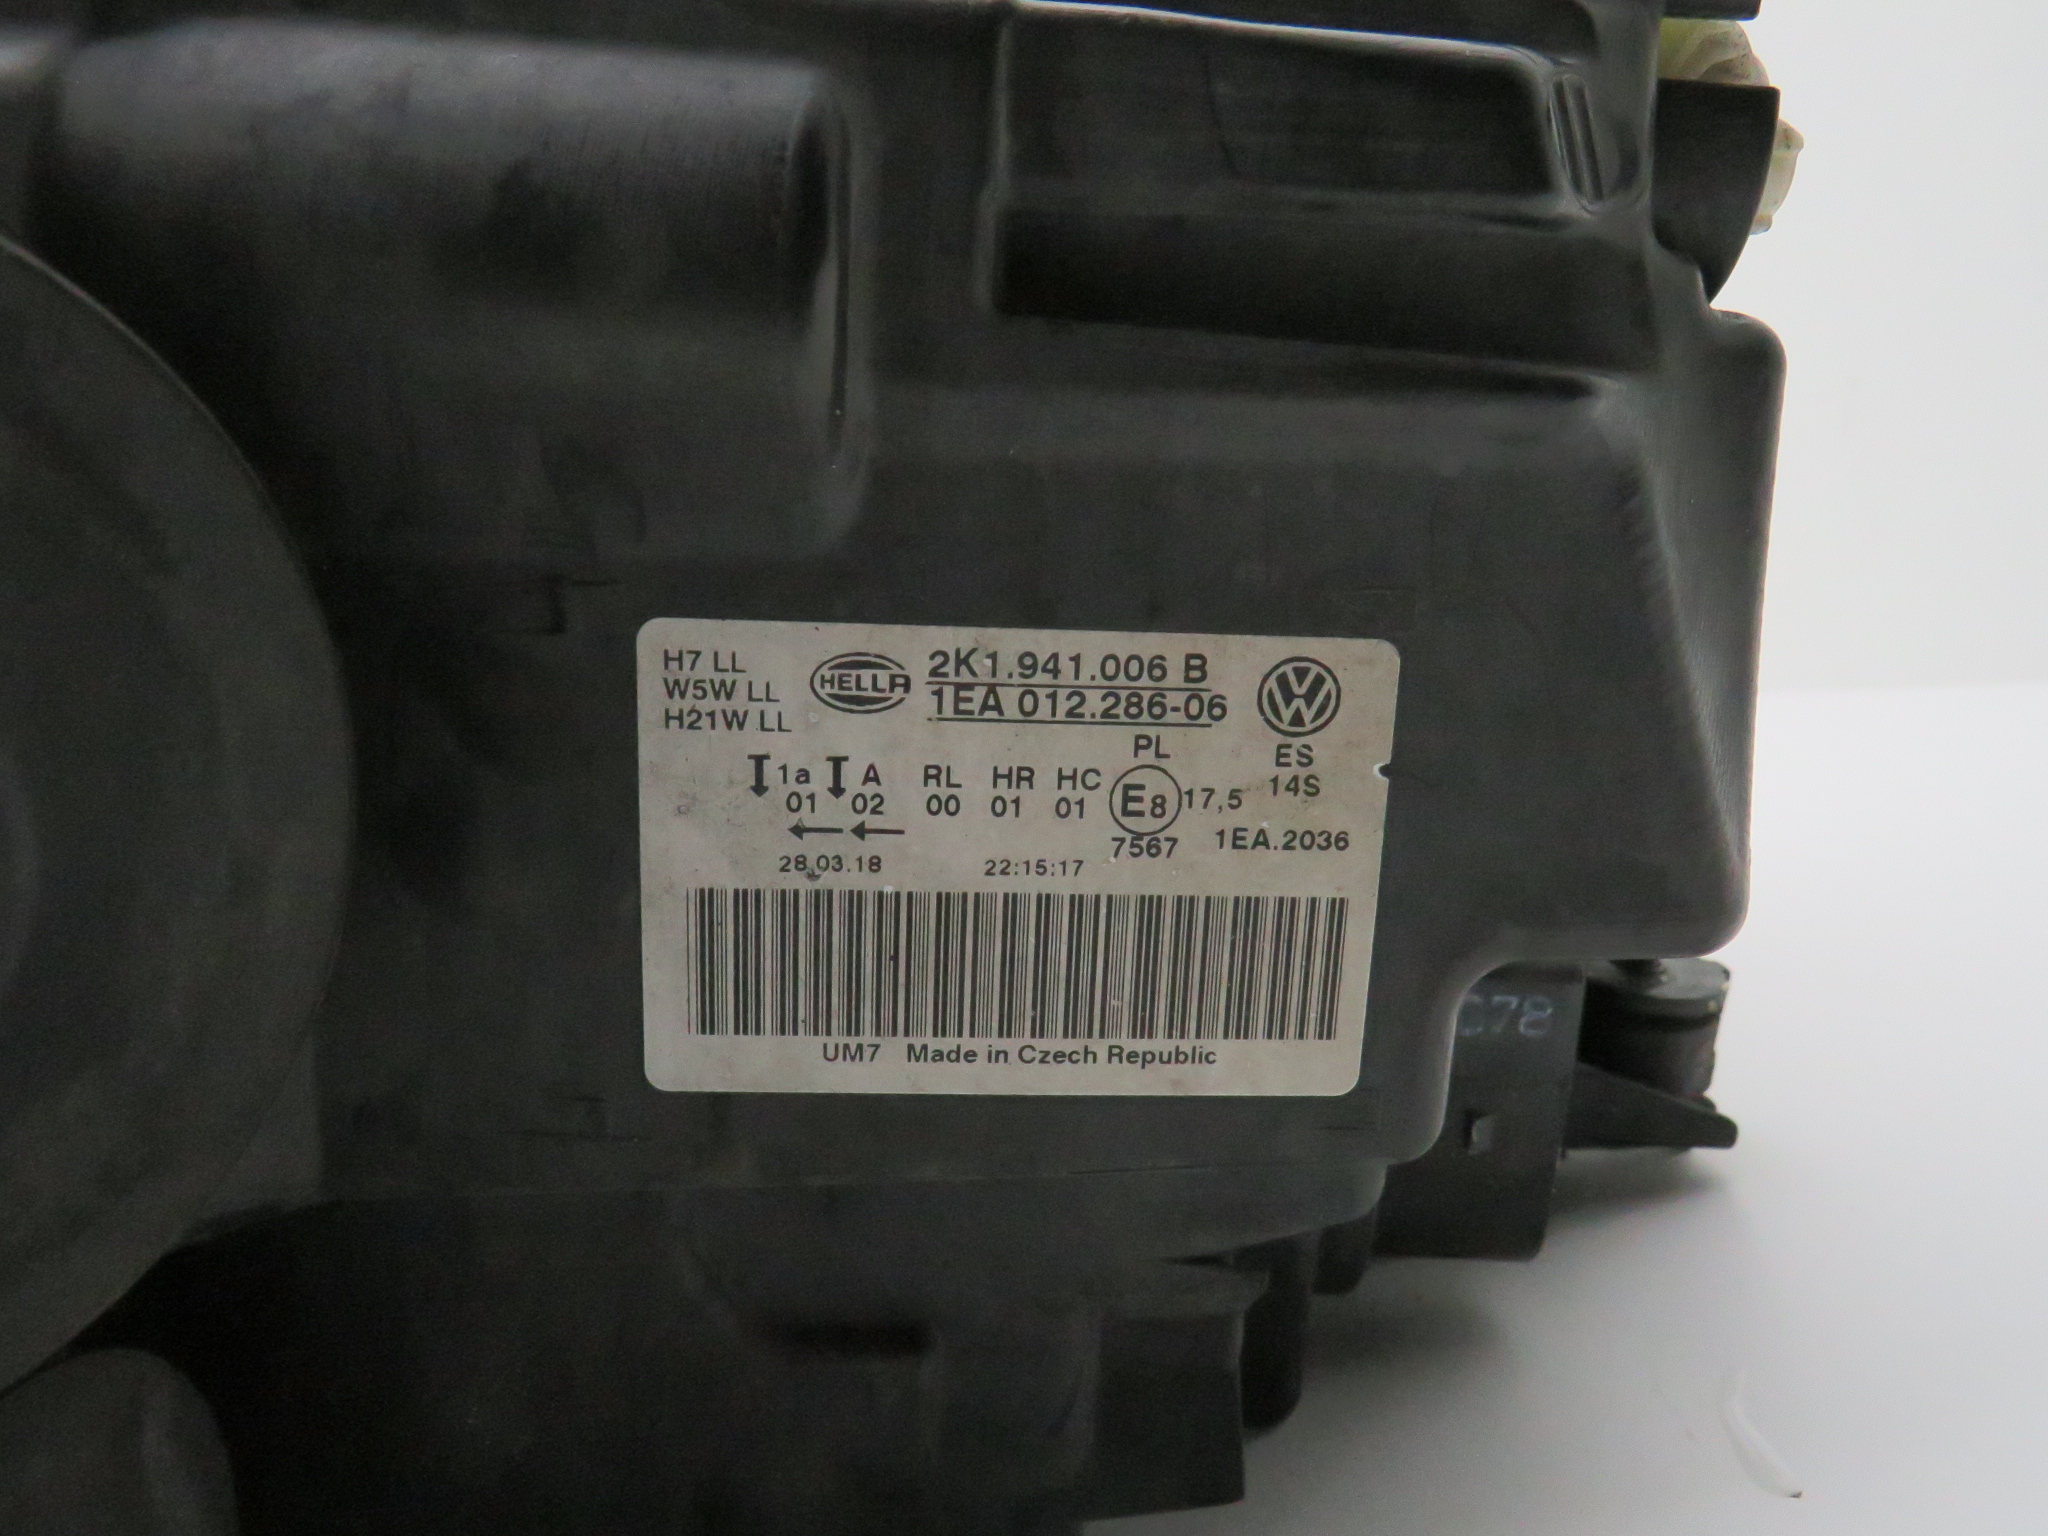 H7 LL
W5W LL
H21W LL
HELLA
2K1.941.006 B
1EA 012.286-06
PL
ES
14S
1a A RL HR HC
01 02 00 01 01
E8 17,5
7567
1EA.2036
28.03.18 22:15:17
UM7 Made in Czech Republic
C78